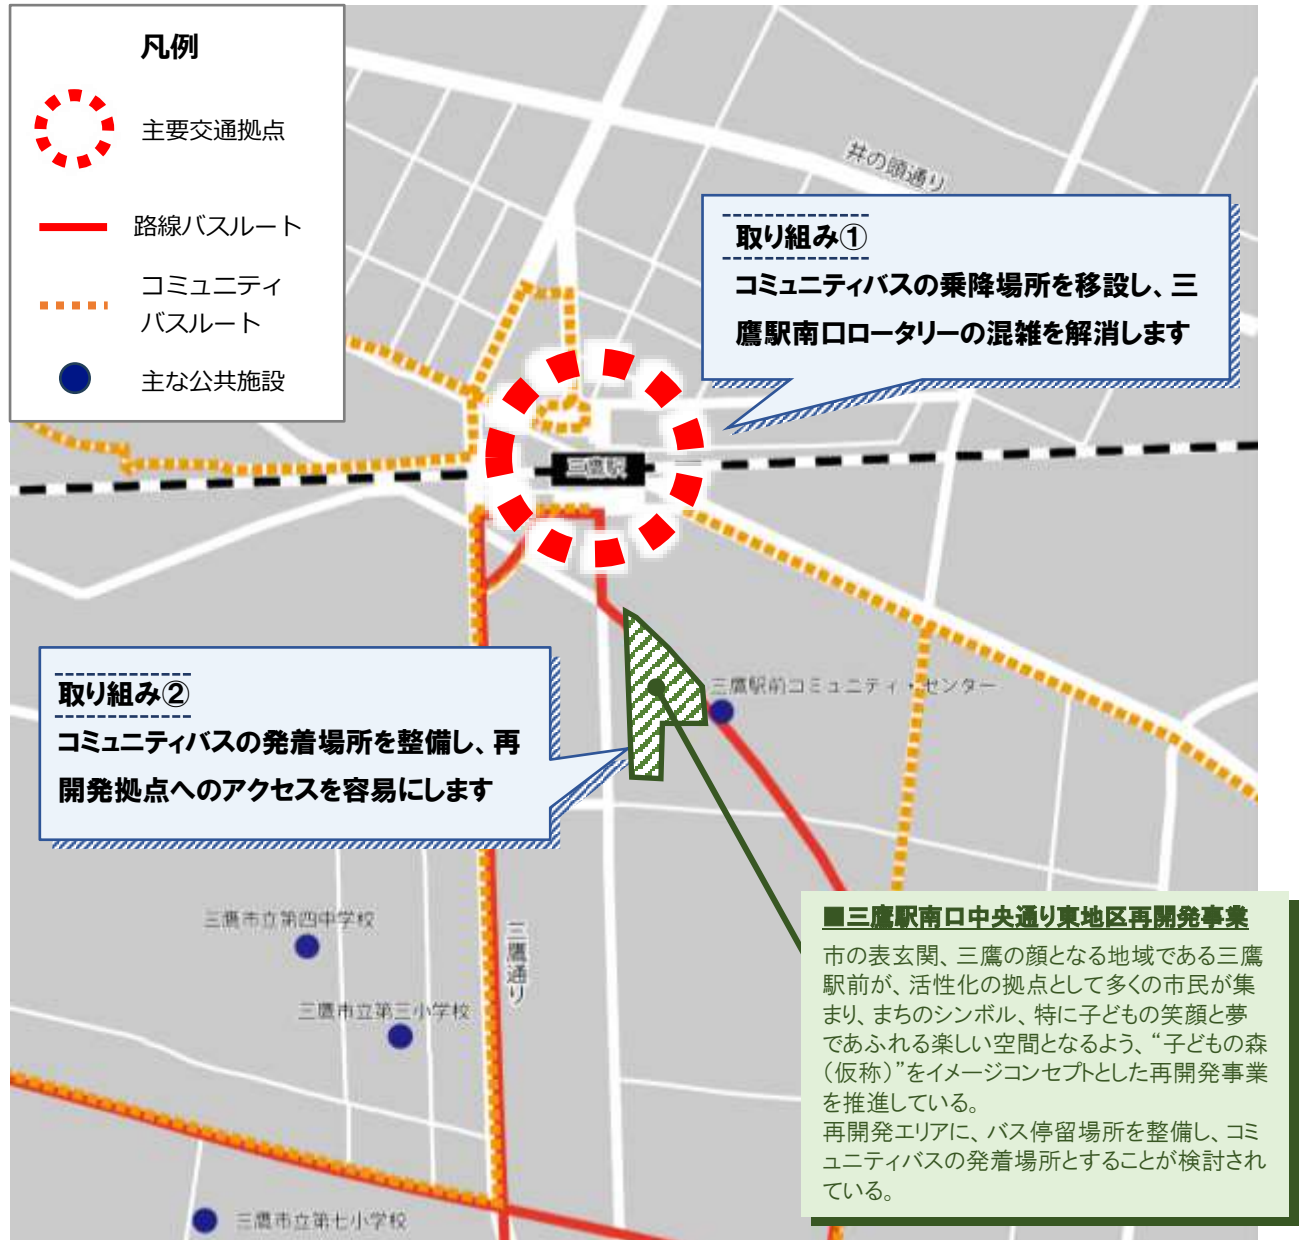 凡例
主要交通拠点
路線バスルート
コミュニティ
バスルート
主な公共施設
井の頭通り
取り組み①
コミュニティバスの乗降場所を移設し、三
鷹駅南口ロータリーの混雑を解消します
三鷹駅
取り組み②
コミュニティバスの発着場所を整備し、再
開発拠点へのアクセスを容易にします
三鷹駅前コミュニティ・センター
三鷹市立第四中学校
三鷹市立第三小学校
三鷹通り
三鷹市立第七小学校
■三鷹駅南口中央通り東地区再開発事業
市の表玄関、三鷹の顔となる地域である三鷹
駅前が、活性化の拠点として多くの市民が集
まり、まちのシンボル、特に子どもの笑顔と夢
であふれる楽しい空間となるよう、“子どもの森
（仮称）”をイメージコンセプトとした再開発事業
を推進している。
再開発エリアに、バス停留場所を整備し、コミ
ュニティバスの発着場所とすることが検討され
ている。